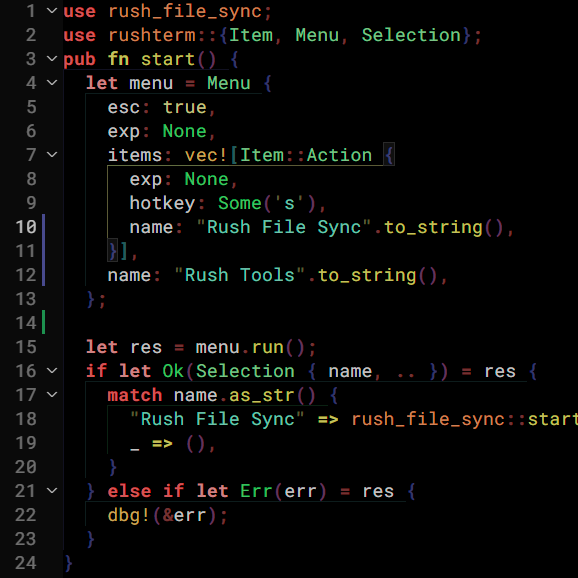 1 use rush_file_sync;
2 use rushterm::{Item, Menu, Selection};
3 pub fn start() {
4   let menu = Menu {
5     esc: true,
6     exp: None,
7     items: vec![Item::Action {
8       exp: None,
9       hotkey: Some('s'),
10       name: "Rush File Sync".to_string(),
11     }],
12     name: "Rush Tools".to_string(),
13   };
14
15   let res = menu.run();
16   if let Ok(Selection { name, .. }) = res {
17     match name.as_str() {
18       "Rush File Sync" => rush_file_sync::start
19       _ => (),
20     }
21   } else if let Err(err) = res {
22     dbg!(&err);
23   }
24 }